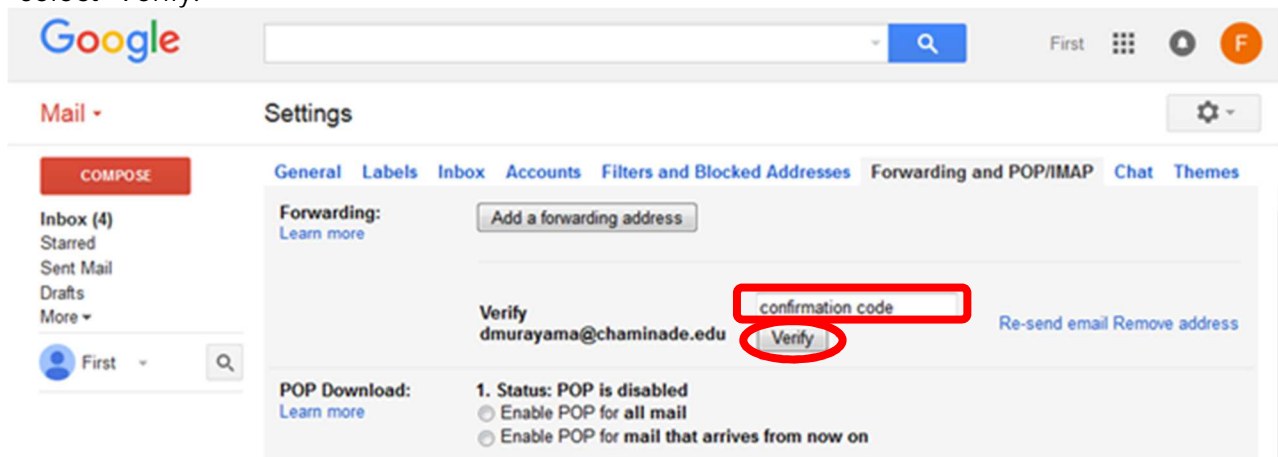 Google First F
Mail Settings
COMPOSE General Labels Inbox Accounts Filters and Blocked Addresses Forwarding and POP/IMAP Chat Themes
Inbox (4)
Starred
Sent Mail
Drafts
More
First
Forwarding: Add a forwarding address
Learn more
Verify confirmation code
dmurayama@chaminade.edu Verify Re-send email Remove address
POP Download: 1. Status: POP is disabled
Learn more Enable POP for all mail
Enable POP for mail that arrives from now on